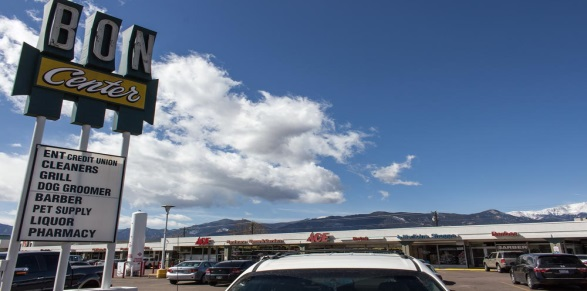 BON
Center
ENT CREDIT UNION
CLEANERS
GRILL
DOG GROOMER
BARBER
PET SUPPLY
LIQUOR
PHARMACY
ACE
ACE